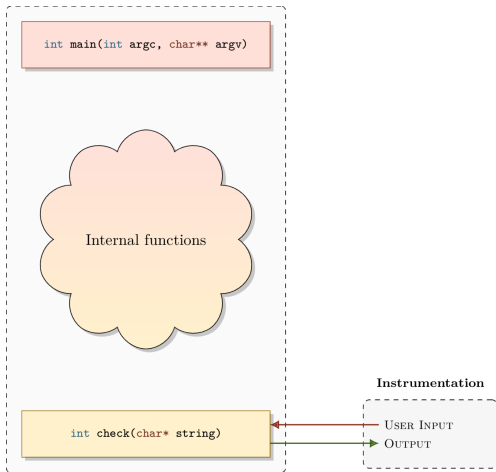 int main(int argc, char** argv)
Internal functions
Instrumentation
int check(char* string)
User Input
Output